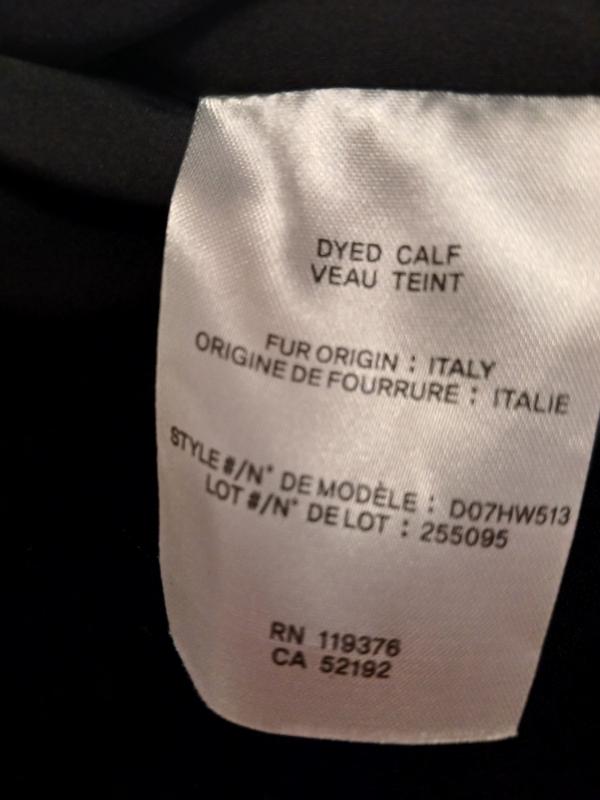 DYED CALF
VEAU TEINT
FUR ORIGIN : ITALY
ORIGINE DE FOURRURE : ITALIE
STYLE #/N° DE MODÈLE : D07HW513
LOT #/N° DE LOT : 255095
RN 119376
CA 52192